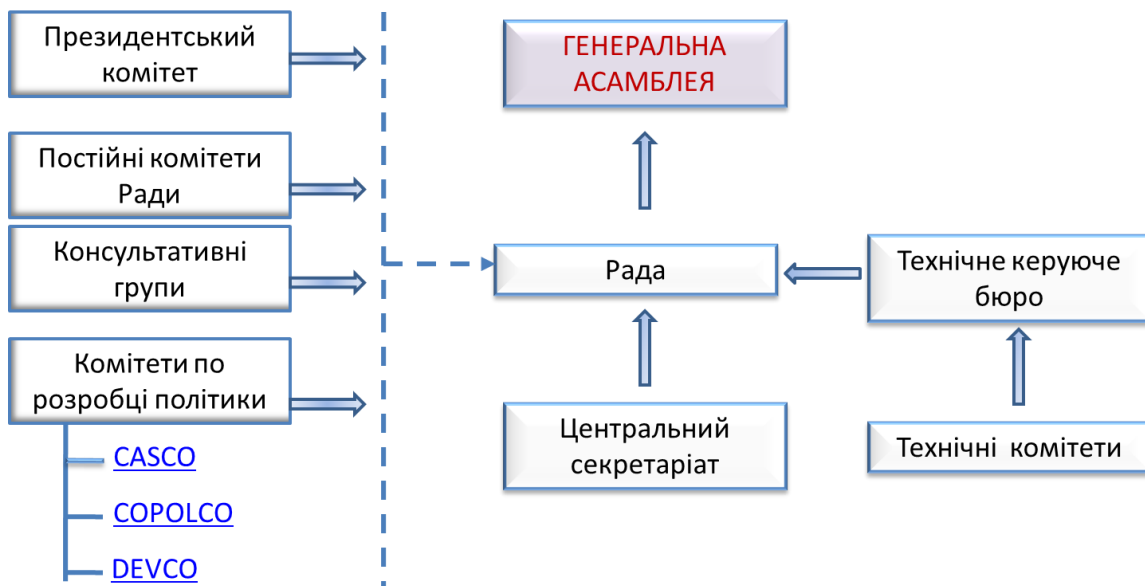 Президентський
комітет
Постійні комітети
Ради
Консультативні
групи
Комітети по
розробці політики
CASCO
COPOLCO
DEVCO
ГЕНЕРАЛЬНА
АСАМБЛЕЯ
Рада
Центральний
секретаріат
Технічне керуюче
бюро
Технічні комітети